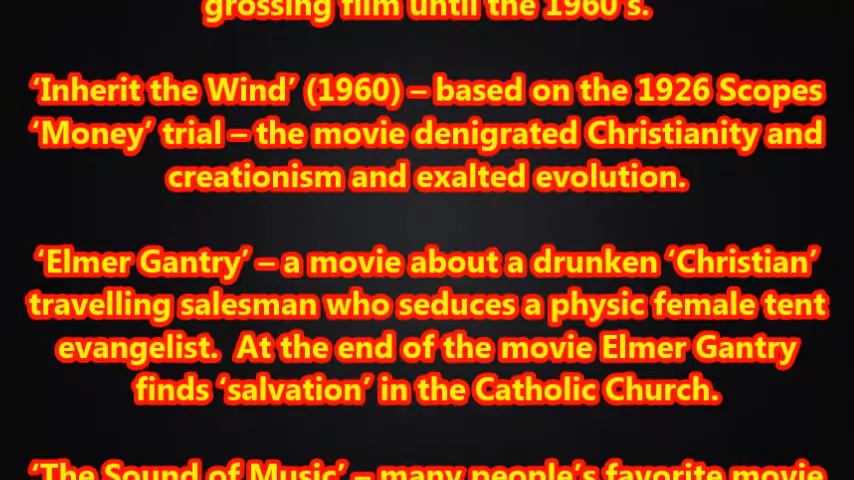 grossing film until the 1960's.
‘Inherit the Wind’ (1960) – based on the 1926 Scopes
‘Money’ trial – the movie denigrated Christianity and
creationism and exalted evolution.
‘Elmer Gantry’ – a movie about a drunken ‘Christian’
travelling salesman who seduces a physic female tent
evangelist.  At the end of the movie Elmer Gantry
finds ‘salvation’ in the Catholic Church.
‘The Sound of Music’ – many people’s favorite movie